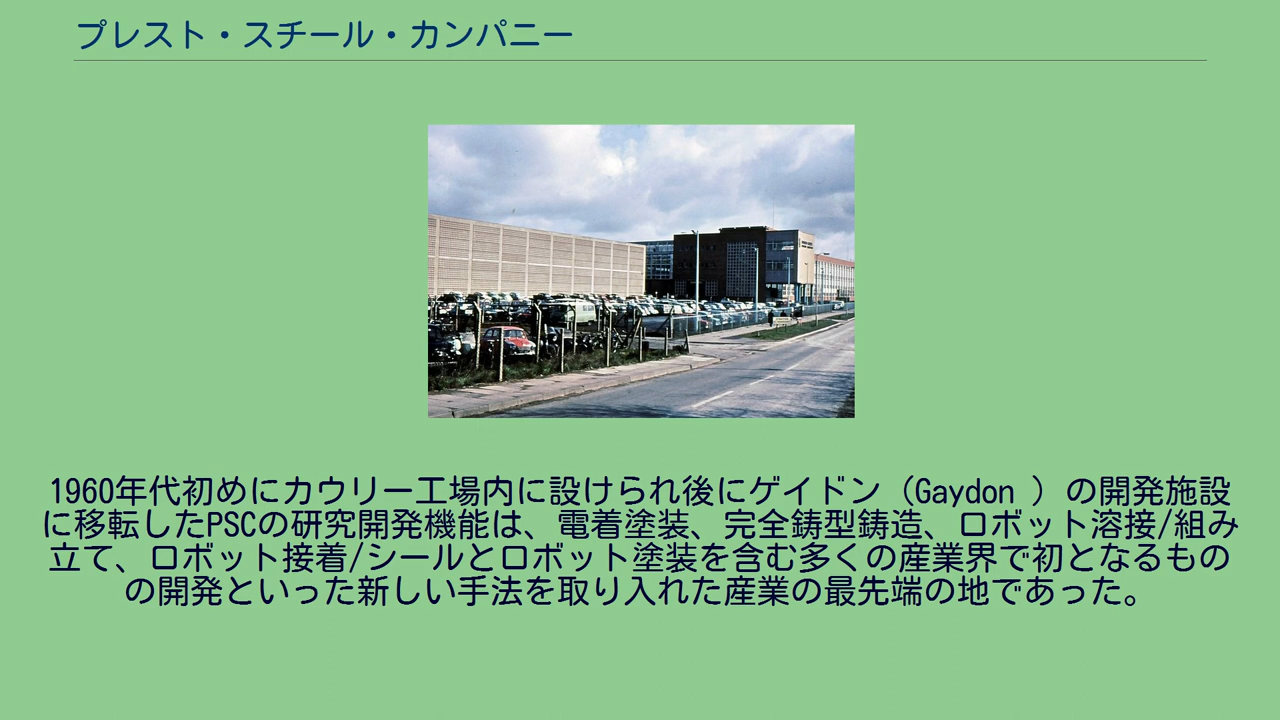 プレスト・スチール・カンパニー
1960年代初めにカウリー工場内に設けられ後にゲイドン（Gaydon ）の開発施設
に移転したPSCの研究開発機能は、電着塗装、完全鋳型鋳造、ロボット溶接/組み
立て、ロボット接着/シールとロボット塗装を含む多くの産業界で初となるもの
の開発といった新しい手法を取り入れた産業の最先端の地であった。